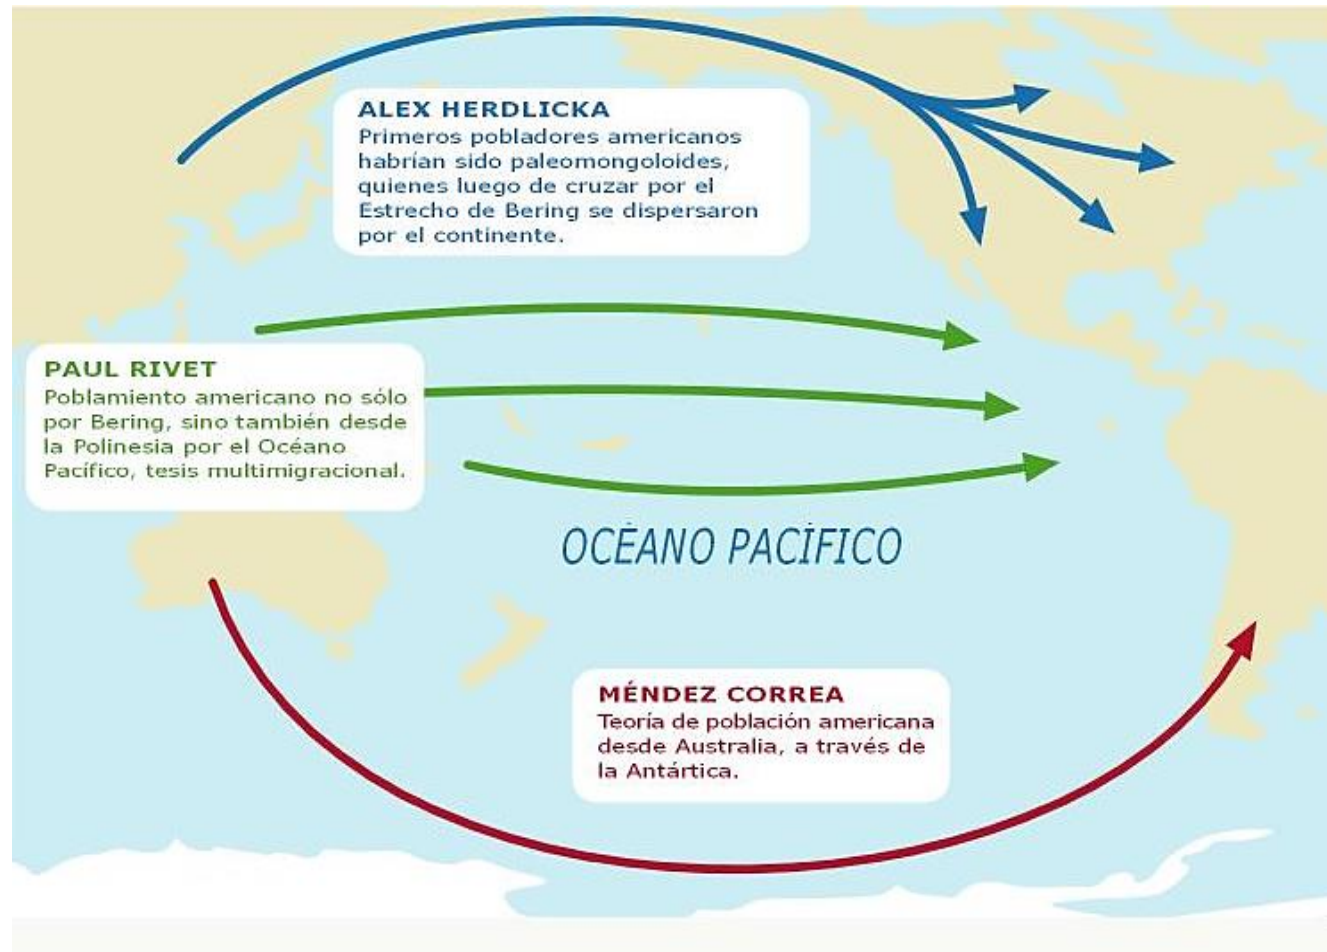 ALEX HERDLICKA
Primeros pobladores americanos
habrían sido paleomongoloides,
quienes luego de cruzar por el
Estrecho de Bering se dispersaron
por el continente.
PAUL RIVET
Poblamiento americano no sólo
por Bering, sino también desde
la Polinesia por el Océano
Pacífico, tesis multimigracional.
OCÉANO PACÍFICO
MÉNDEZ CORREA
Teoría de población americana
desde Australia, a través de
la Antártica.